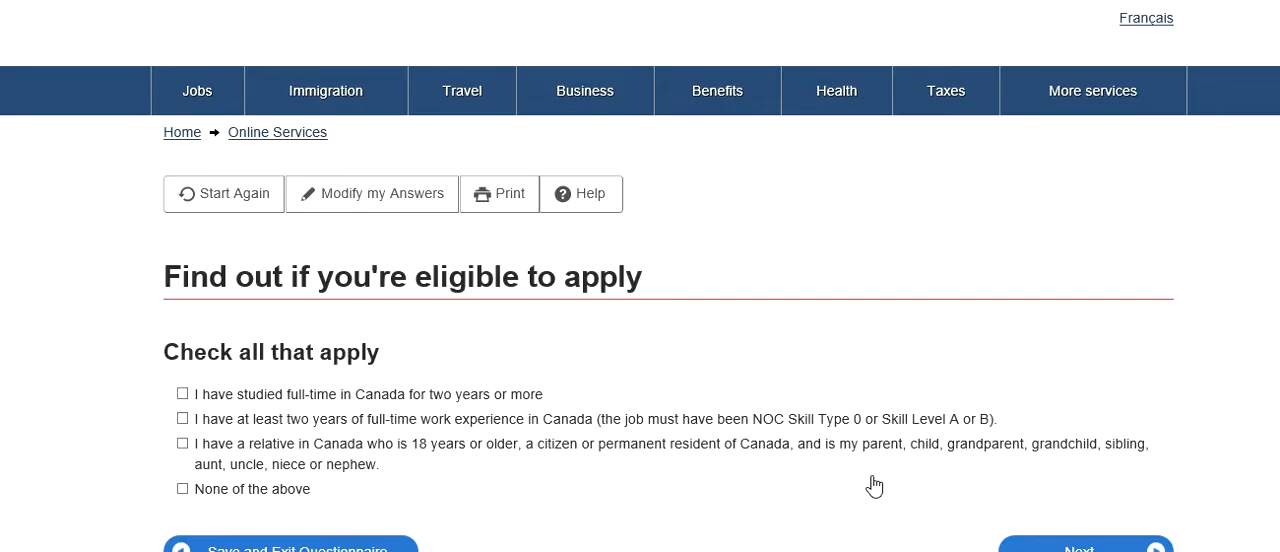 Français
Jobs Immigration Travel Business Benefits Health Taxes More services
Home Online Services
Start Again Modify my Answers Print Help
Find out if you're eligible to apply
Check all that apply
I have studied full-time in Canada for two years or more
I have at least two years of full-time work experience in Canada (the job must have been NOC Skill Type 0 or Skill Level A or B).
I have a relative in Canada who is 18 years or older, a citizen or permanent resident of Canada, and is my parent, child, grandparent, grandchild, sibling,
aunt, uncle, niece or nephew.
None of the above
Save and Exit Questionnaire Next